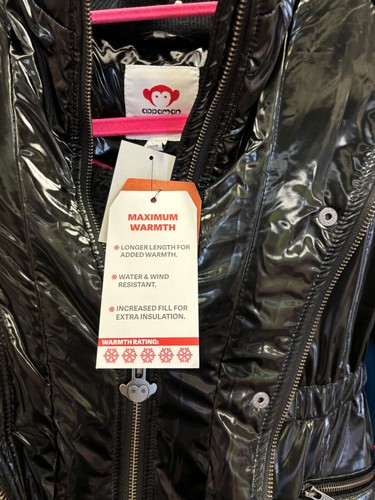 appaman
MAXIMUM
WARMTH
LONGER LENGTH FOR
ADDED WARMTH.
WATER & WIND
RESISTANT.
INCREASED FILL FOR
EXTRA INSULATION.
WARMTH RATING: